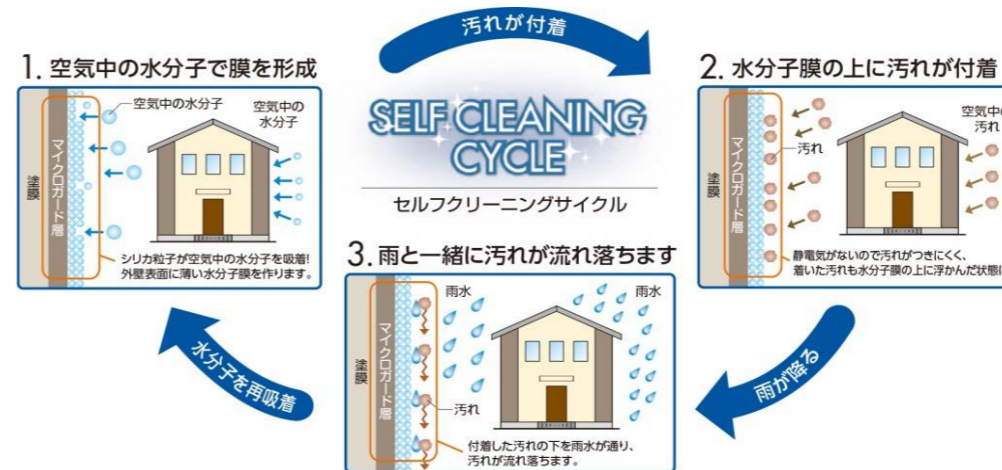 汚れが付着
1. 空気中の水分子で膜を形成
空気中の水分子
空気中の
水分子
マイクロガード層
塗膜
シリカ粒子が空気中の水分子を吸着!
外壁表面に薄い水分子膜を作ります。
SELF CLEANING
CYCLE
セルフクリーニングサイクル
2. 水分子膜の上に汚れが付着
空気中の
汚れ
汚れ
マイクロガード層
塗膜
静電気がないので汚れがつきにくく、
着いた汚れも水分子膜の上に浮かんだ状態に
雨が降る
3. 雨と一緒に汚れが流れ落ちます
雨水
雨水
マイクロガード層
塗膜
汚れ
付着した汚れの下を雨水が通り、
汚れが流れ落ちます。
水分子を再吸着